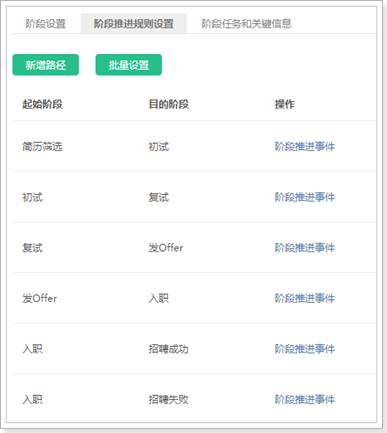 阶段设置 阶段推进规则设置 阶段任务和关键信息
新增路径 批量设置
起始阶段 目的阶段 操作
简历筛选 初试 阶段推进事件
初试 复试 阶段推进事件
复试 发Offer 阶段推进事件
发Offer 入职 阶段推进事件
入职 招聘成功 阶段推进事件
入职 招聘失败 阶段推进事件